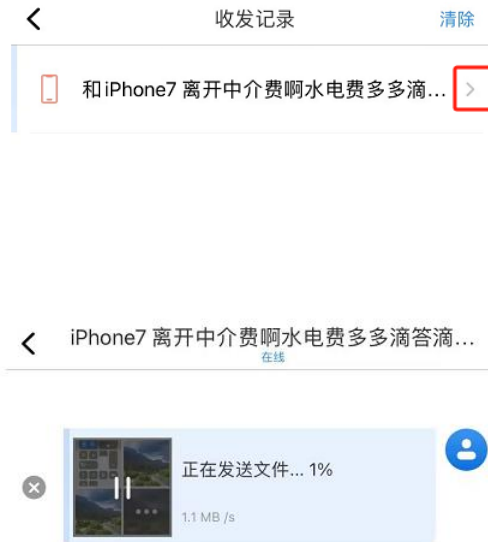 收发记录 清除
和iPhone7 离开中介费啊水电费多多滴...
iPhone7 离开中介费啊水电费多多滴答滴...
在线
正在发送文件... 1%
1.1 MB /s